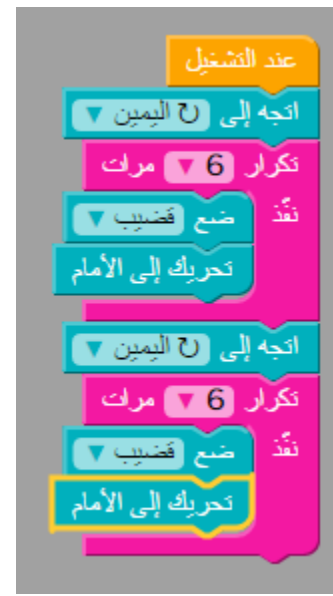 عند التشغيل
اتجه إلى ↻ اليمين ▼
تكرار 6 ▼ مرات
نفّذ ضع قضيب ▼
تحريك إلى الأمام
اتجه إلى ↻ اليمين ▼
تكرار 6 ▼ مرات
نفّذ ضع قضيب ▼
تحريك إلى الأمام